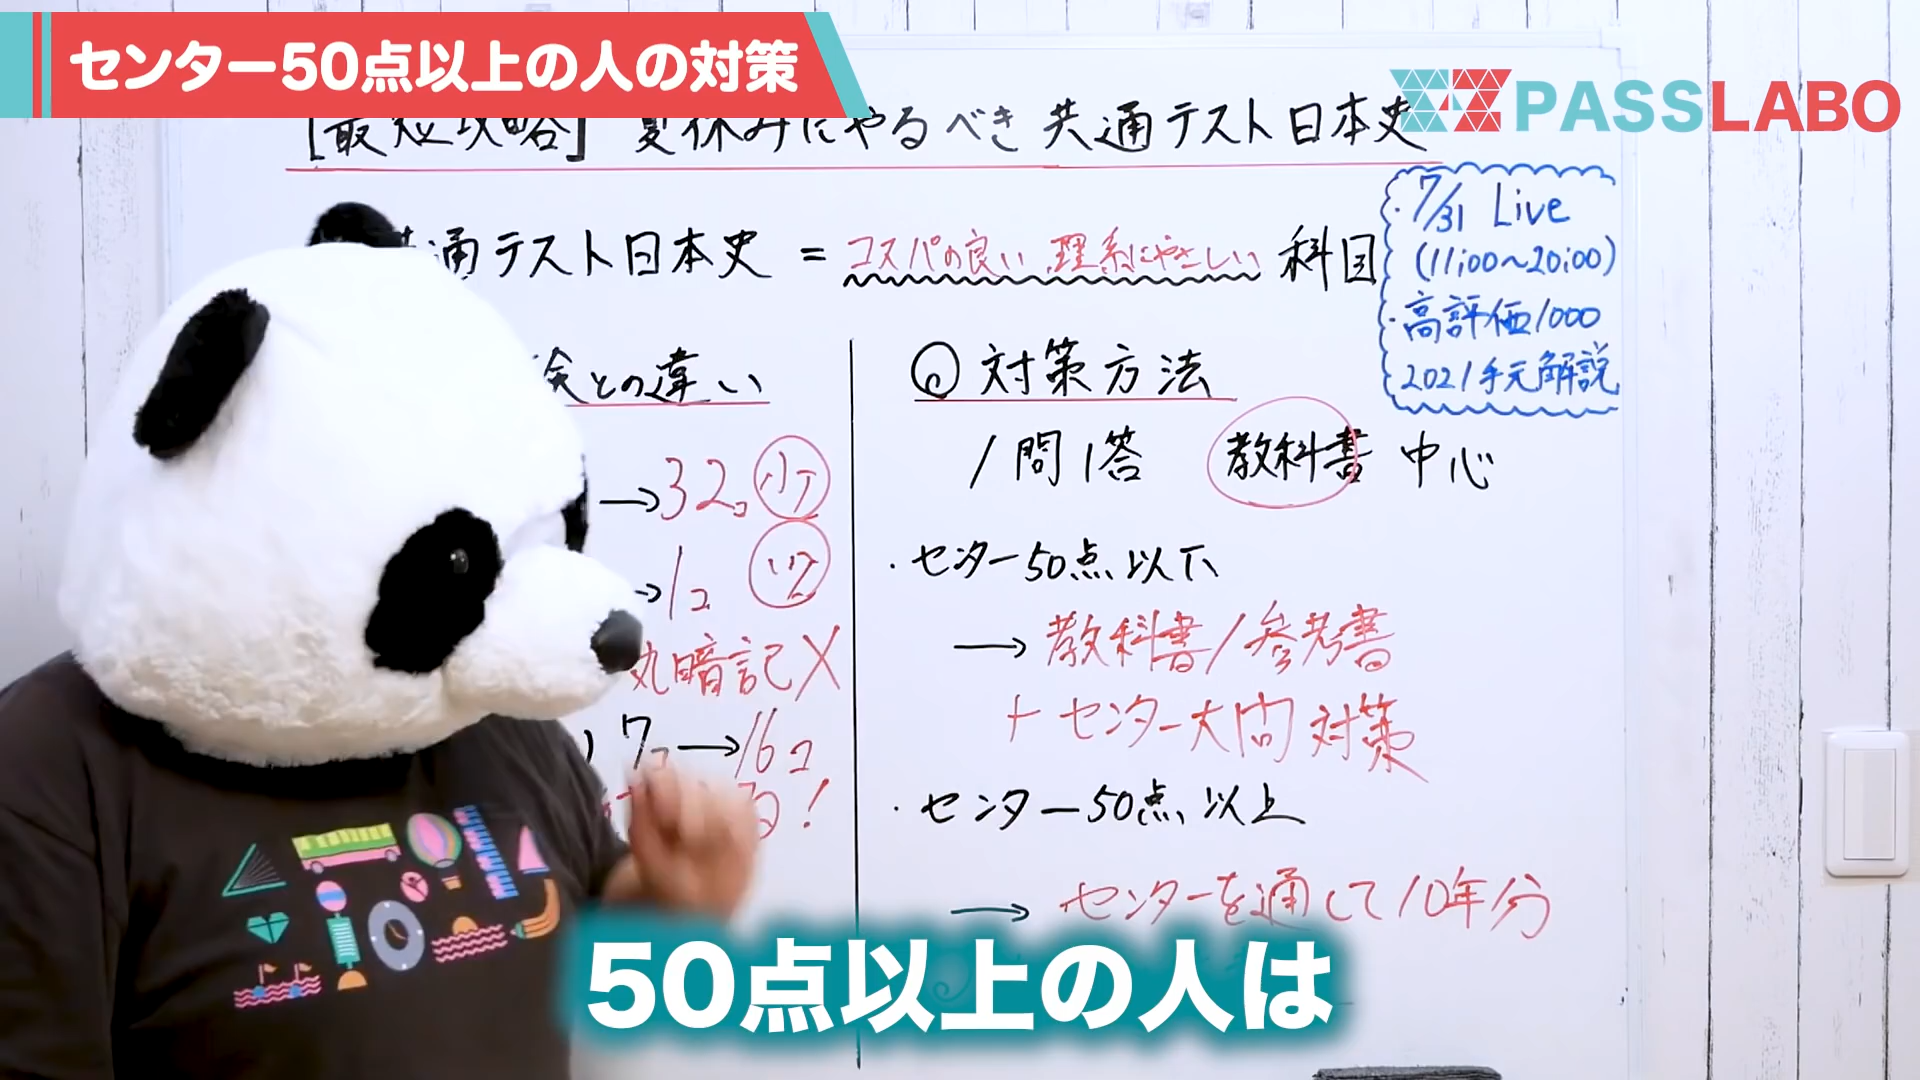 センター50点以上の人の対策
PASSLABO
[最短攻略] 夏休みにやるべき 共通テスト日本史
通テスト日本史 = コスパの良い 理系にやさしい 科目
・7/31 Live
(11:00~20:00)
・高評価1000
2021手元解説
との違い
対策方法
→32コ 少
1問1答 教科書 中心
→1コ
・センター50点以下
丸暗記×
→ 教科書/参考書
+ センター大問対策
7コ→16コ
る!
・センター50点以上
→ センターを通して10年分
50点以上の人は